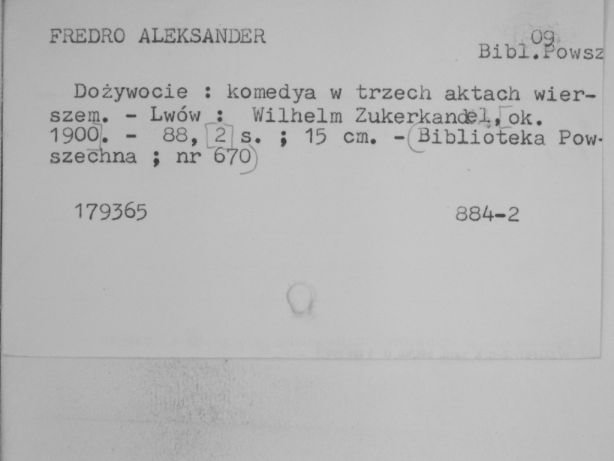 FREDRO ALEKSANDER
09
Bibl.Powsz
Dożywocie : komedya w trzech aktach wier-
szem. - Lwów : Wilhelm Zukerkandel, [ok.
1900]. - 88, [2] s. ; 15 cm. - (Biblioteka Pow-
szechna ; nr 670)
179365
884-2